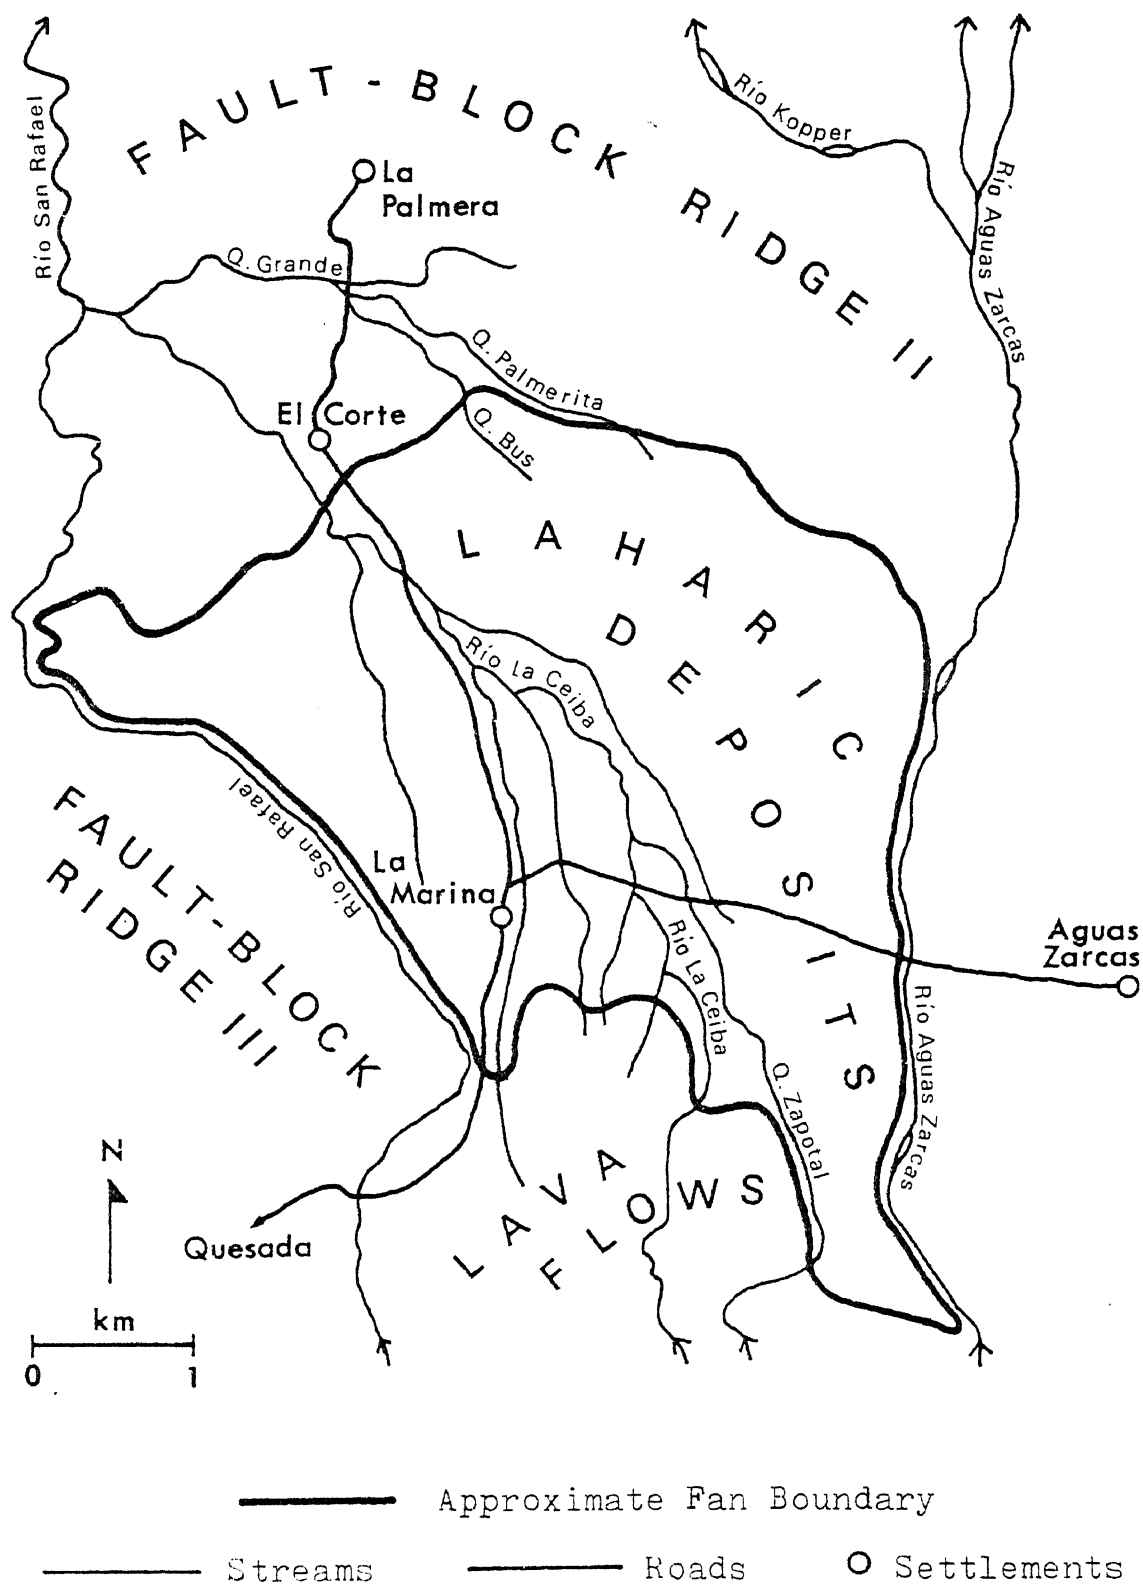 FAULT-BLOCK RIDGE II
Río San Rafael
Río Kopper
Río Aguas Zarcas
La
Palmera
Q. Grande
Q. Palmerita
El Corte
Q. Bus
LAHARIC
DEPOSITS
Río La Ceiba
Río San Rafael
FAULT-BLOCK
RIDGE III
La
Marina
Río La Ceiba
Aguas
Zarcas
Río Aguas Zarcas
Q. Zapotal
LAVA
FLOWS
N
Quesada
km
0 1
Approximate Fan Boundary
Streams Roads Settlements